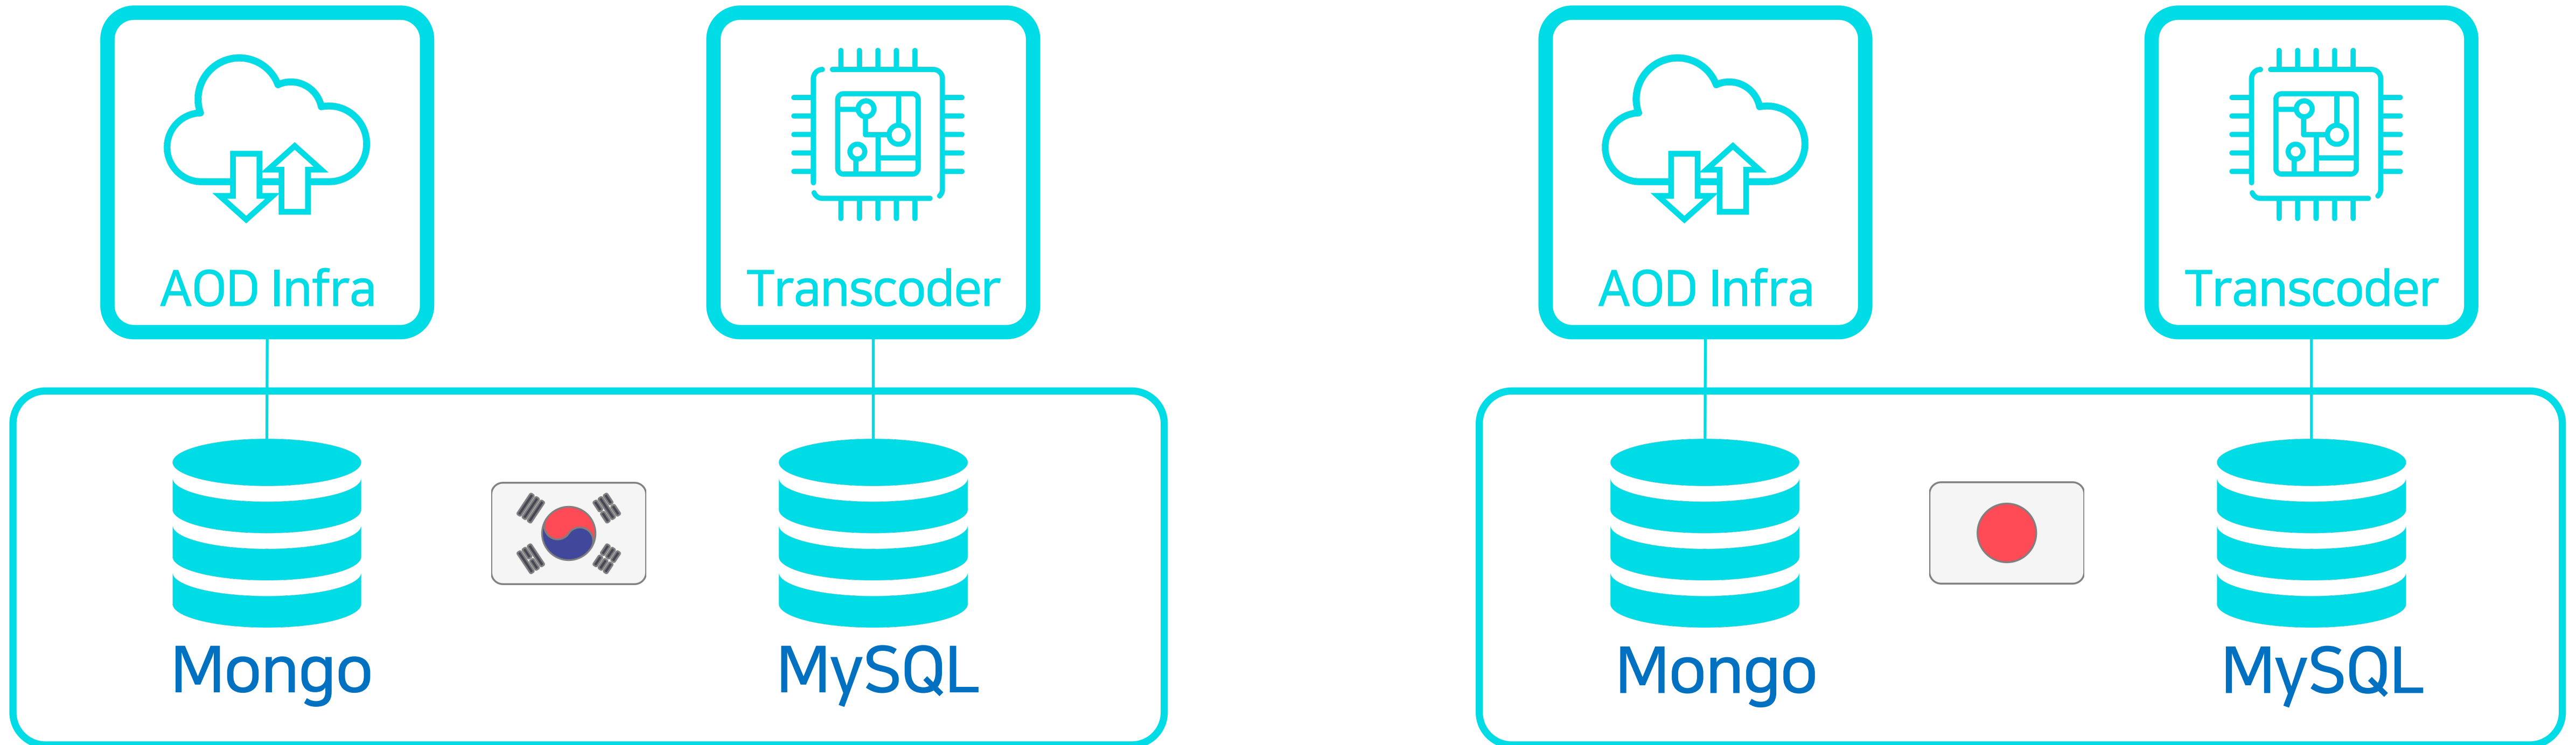 AOD Infra
Transcoder
AOD Infra
Transcoder
Mongo
MySQL
Mongo
MySQL